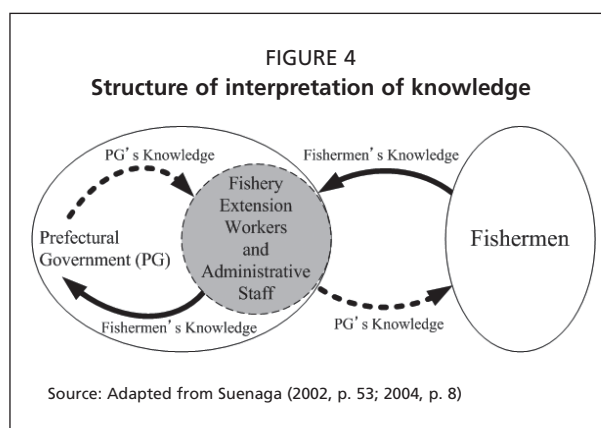 FIGURE 4
Structure of interpretation of knowledge
PG's Knowledge
Fishermen's Knowledge
Fishery
Extension
Workers
and
Administrative
Staff
Prefectural
Government (PG)
Fishermen
Fishermen's Knowledge
PG's Knowledge
Source: Adapted from Suenaga (2002, p. 53; 2004, p. 8)